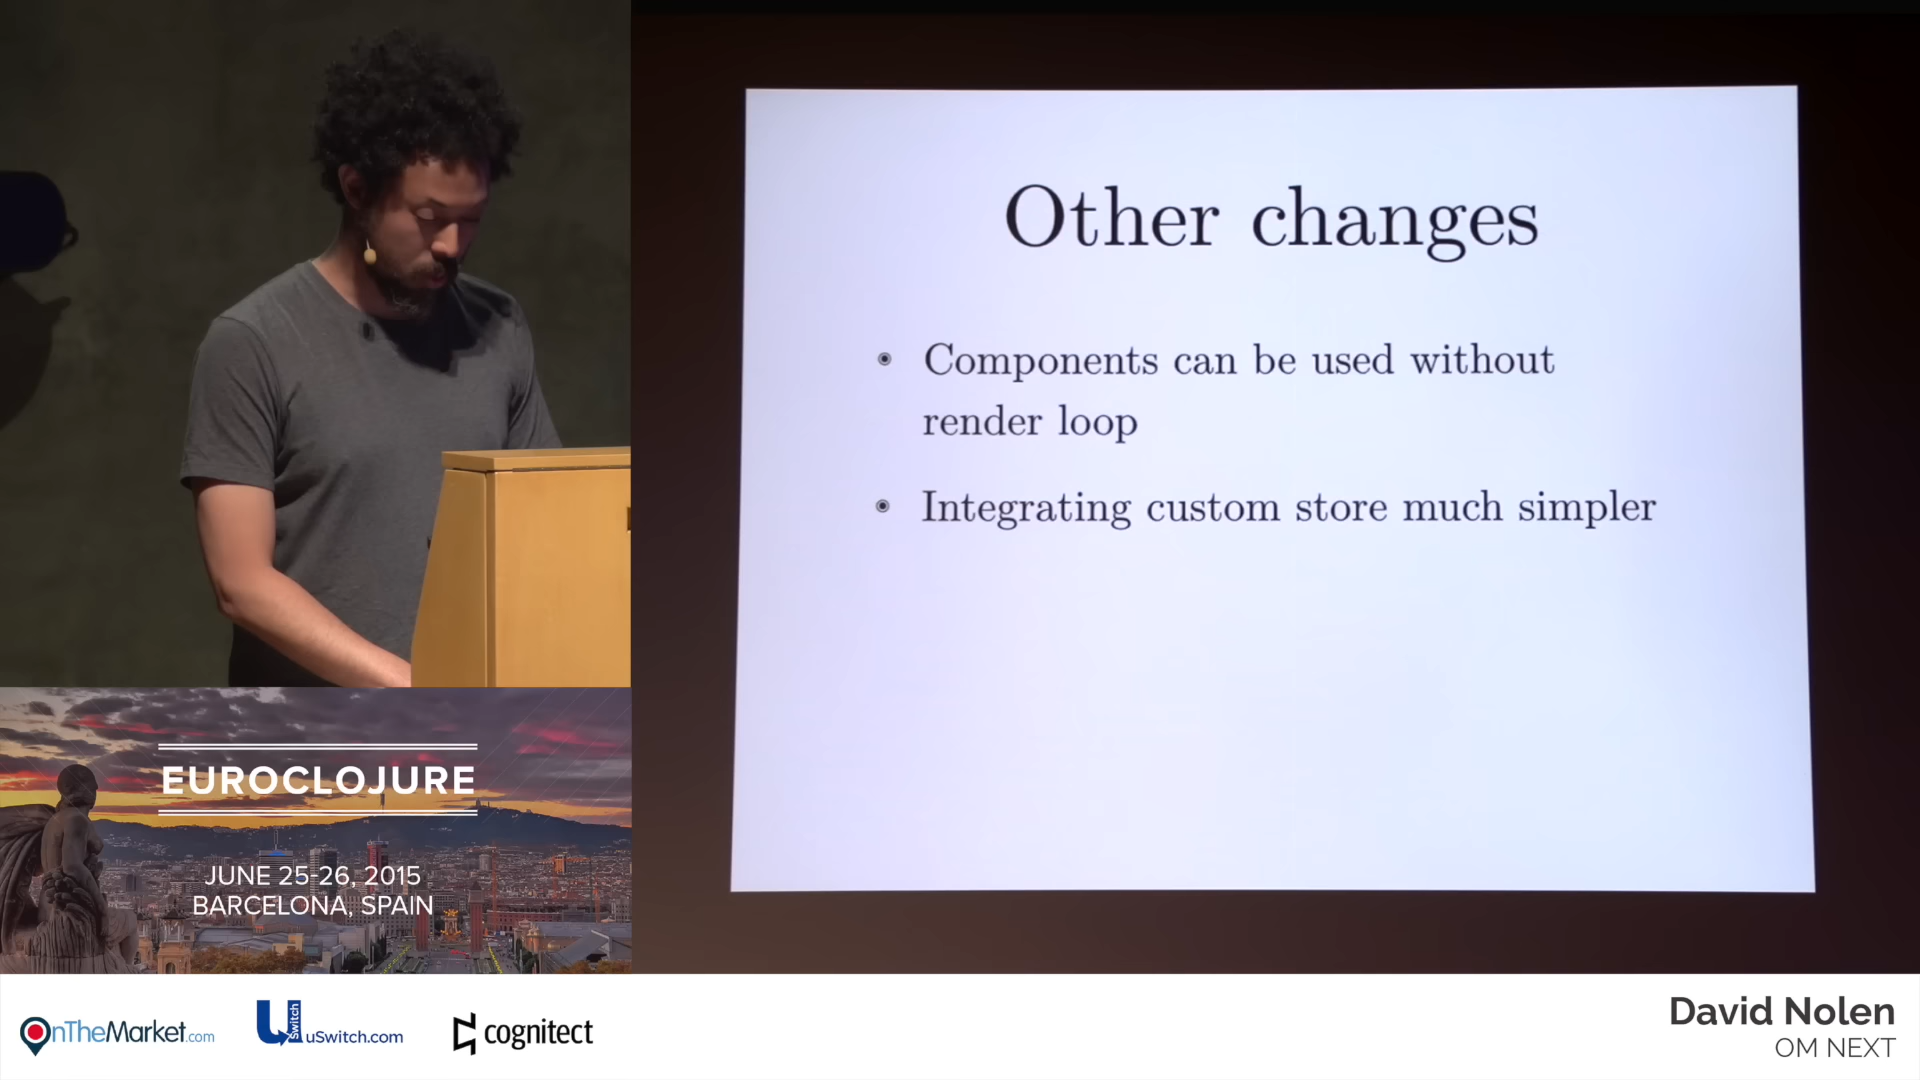 Other changes
Components can be used without
render loop
Integrating custom store much simpler
EUROCLOJURE
JUNE 25-26, 2015
BARCELONA, SPAIN
OnTheMarket.com
uSwitch
uSwitch.com
cognitect
David Nolen
OM NEXT